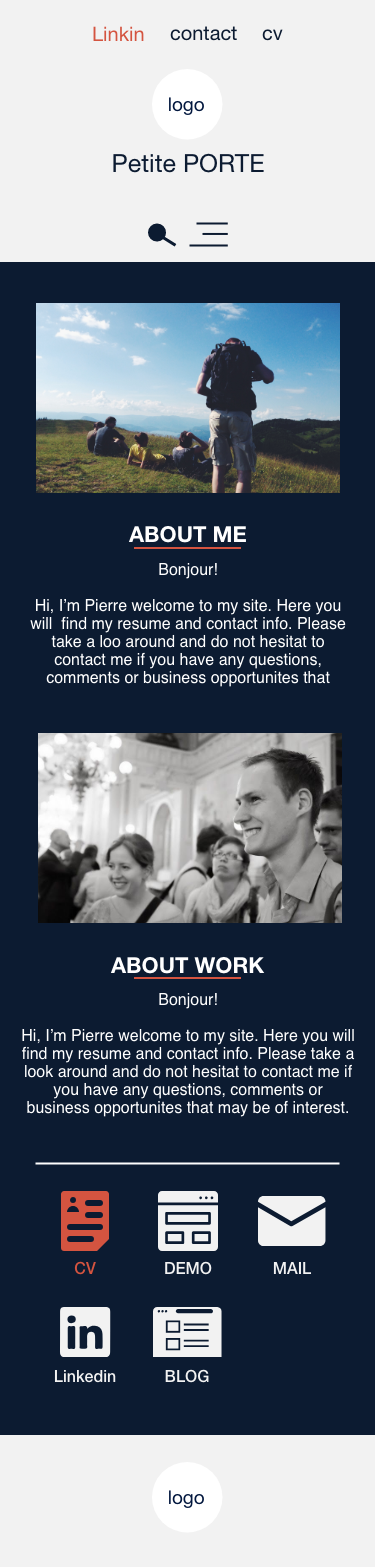 Linkin contact cv
logo
Petite PORTE
ABOUT ME
Bonjour!
Hi, I’m Pierre welcome to my site. Here you
will  find my resume and contact info. Please
take a loo around and do not hesitat to
contact me if you have any questions,
comments or business opportunites that
ABOUT WORK
Bonjour!
Hi, I’m Pierre welcome to my site. Here you will
find my resume and contact info. Please take a
look around and do not hesitat to contact me if
you have any questions, comments or
business opportunites that may be of interest.
CV DEMO MAIL
in
Linkedin BLOG
logo